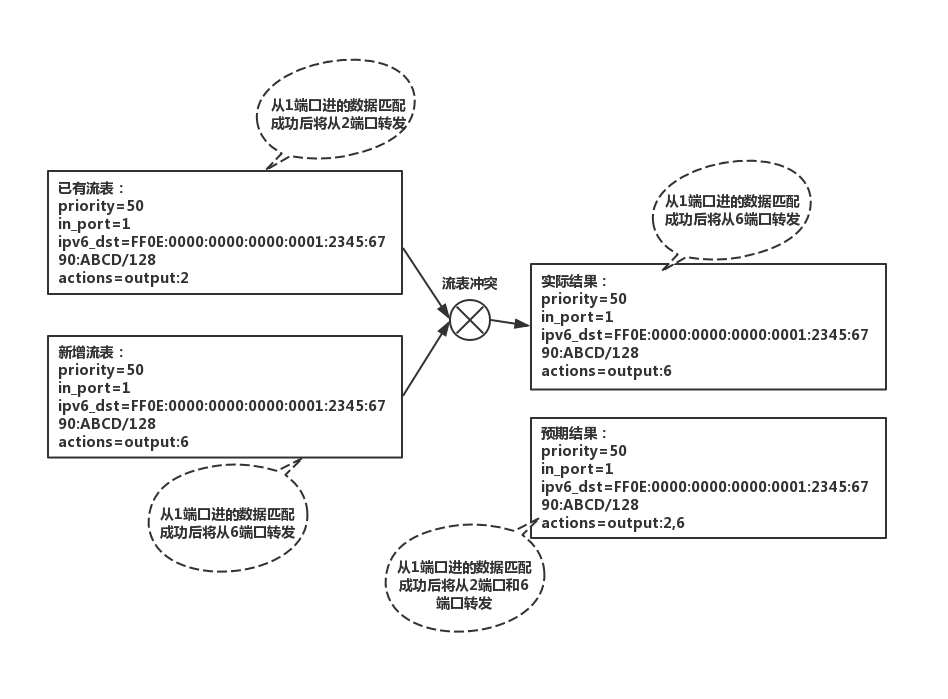 从1端口进的数据匹配
成功后将从2端口转发
已有流表：
priority=50
in_port=1
ipv6_dst=FF0E:0000:0000:0000:0001:2345:67
90:ABCD/128
actions=output:2
流表冲突
新增流表：
priority=50
in_port=1
ipv6_dst=FF0E:0000:0000:0000:0001:2345:67
90:ABCD/128
actions=output:6
从1端口进的数据匹配
成功后将从6端口转发
从1端口进的数据匹配
成功后将从6端口转发
实际结果：
priority=50
in_port=1
ipv6_dst=FF0E:0000:0000:0000:0001:2345:67
90:ABCD/128
actions=output:6
预期结果：
priority=50
in_port=1
ipv6_dst=FF0E:0000:0000:0000:0001:2345:67
90:ABCD/128
actions=output:2,6
从1端口进的数据匹配
成功后将从2端口和6
端口转发